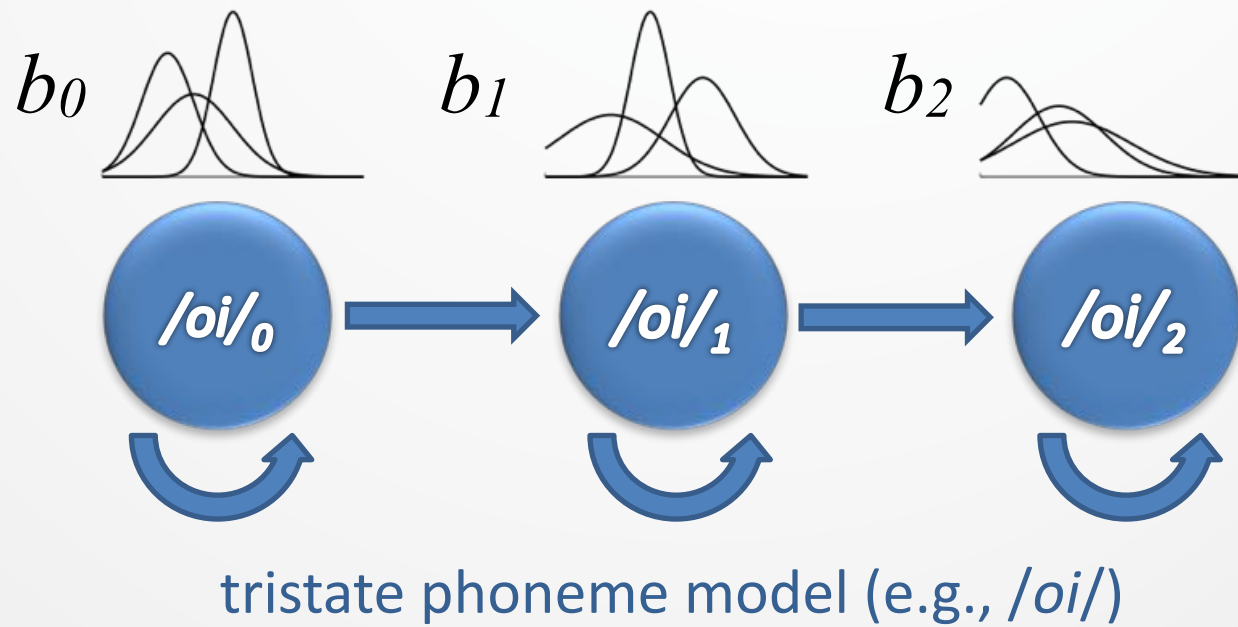 b0 b1 b2
/oi/0 /oi/1 /oi/2
tristate phoneme model (e.g., /oi/)